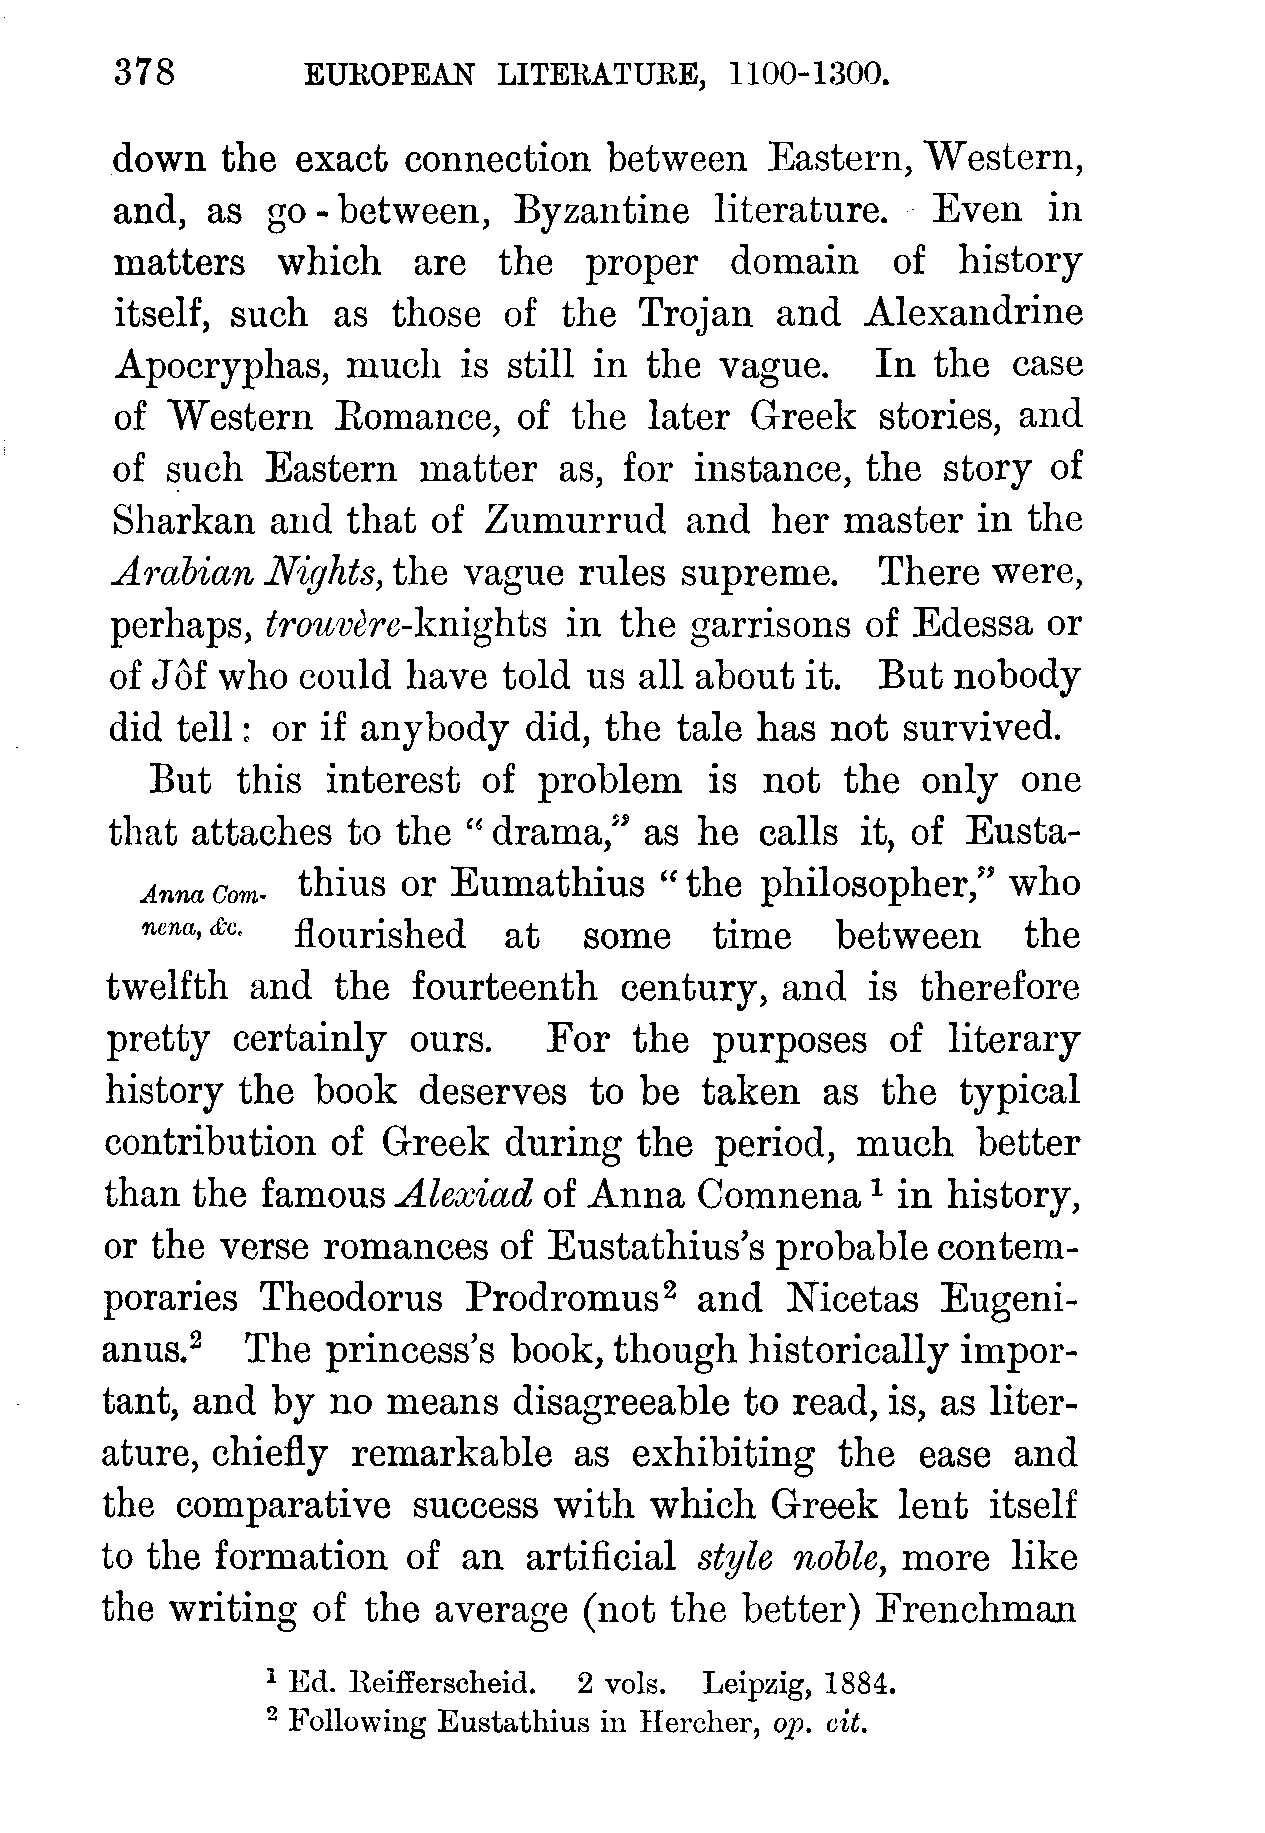 378 EUROPEAN LITERATURE, 1100-1300.
down the exact connection between Eastern, Western,
and, as go-between, Byzantine literature. Even in
matters which are the proper domain of history
itself, such as those of the Trojan and Alexandrine
Apocryphas, much is still in the vague. In the case
of Western Romance, of the later Greek stories, and
of such Eastern matter as, for instance, the story of
Sharkan and that of Zumurrud and her master in the
Arabian Nights, the vague rules supreme. There were,
perhaps, trouvère-knights in the garrisons of Edessa or
of Jôf who could have told us all about it. But nobody
did tell: or if anybody did, the tale has not survived.
But this interest of problem is not the only one
that attaches to the “drama,” as he calls it, of Eusta-
Anna Com-
nena, &c.
thius or Eumathius “the philosopher,” who
flourished at some time between the
twelfth and the fourteenth century, and is therefore
pretty certainly ours. For the purposes of literary
history the book deserves to be taken as the typical
contribution of Greek during the period, much better
than the famous Alexiad of Anna Comnena ¹ in history,
or the verse romances of Eustathius's probable contem-
poraries Theodorus Prodromus² and Nicetas Eugeni-
anus.² The princess's book, though historically impor-
tant, and by no means disagreeable to read, is, as liter-
ature, chiefly remarkable as exhibiting the ease and
the comparative success with which Greek lent itself
to the formation of an artificial style noble, more like
the writing of the average (not the better) Frenchman
¹ Ed. Reifferscheid. 2 vols. Leipzig, 1884.
² Following Eustathius in Hercher, op. cit.